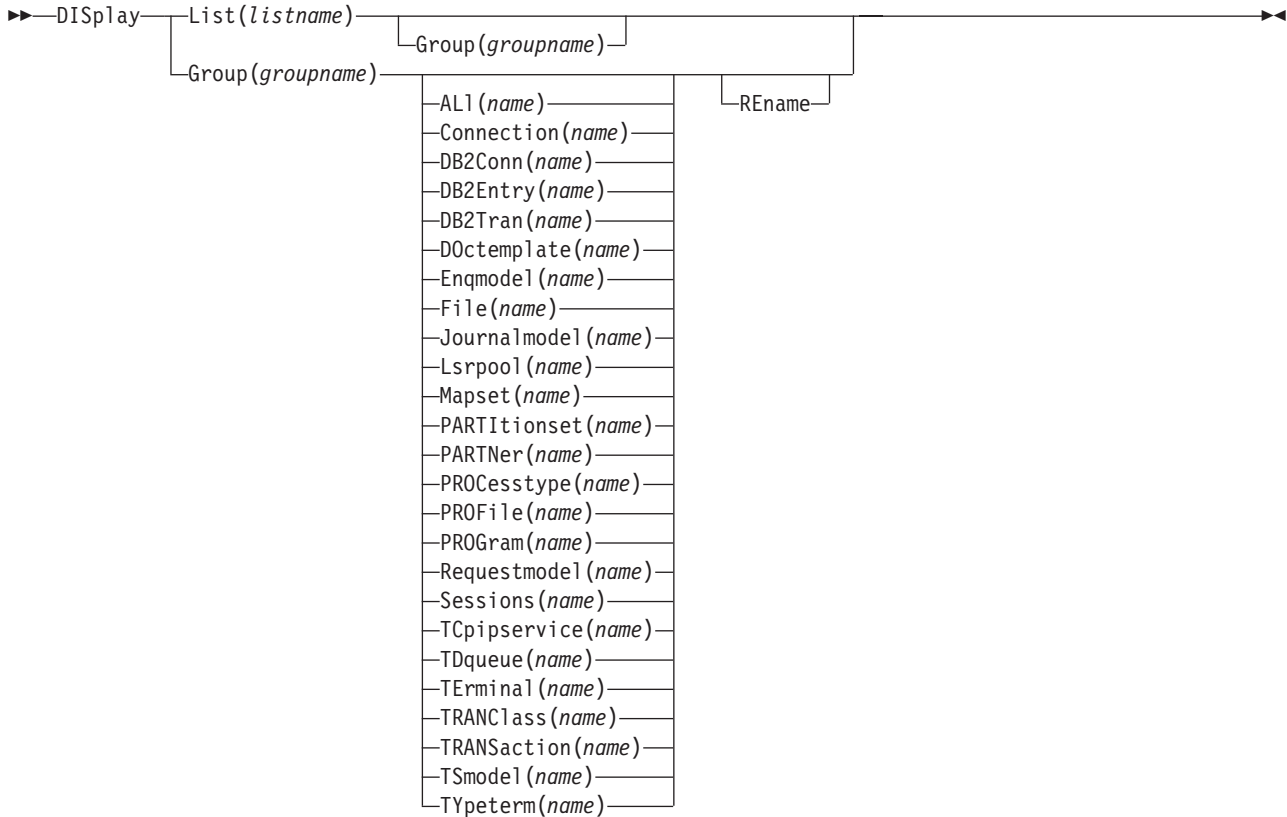 DISplay List(listname)
Group(groupname)
Group(groupname)
ALl(name) REname
Connection(name)
DB2Conn(name)
DB2Entry(name)
DB2Tran(name)
DOctemplate(name)
Enqmodel(name)
File(name)
Journalmodel(name)
Lsrpool(name)
Mapset(name)
PARTItionset(name)
PARTNer(name)
PROCesstype(name)
PROFile(name)
PROGram(name)
Requestmodel(name)
Sessions(name)
TCpipservice(name)
TDqueue(name)
TErminal(name)
TRANClass(name)
TRANSaction(name)
TSmodel(name)
TYpeterm(name)